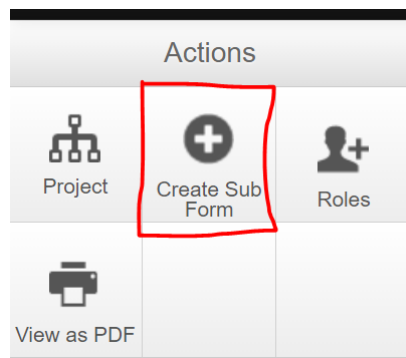 Actions
Project
Create Sub
Form
Roles
View as PDF